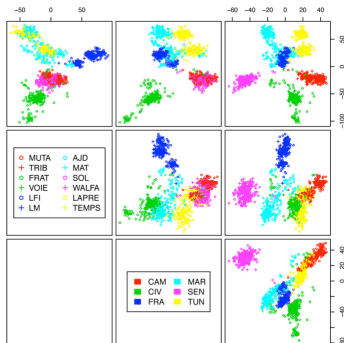 −50 0 50
−60 −40 −20 0 20 40
−100 −50 0 50
MUTA AJD
TRIB MAT
FRAT SOL
VOIE WALFA
LFI LAPRE
LM TEMPS
CAM MAR
CIV SEN
FRA TUN
−40 −20 0 20 40